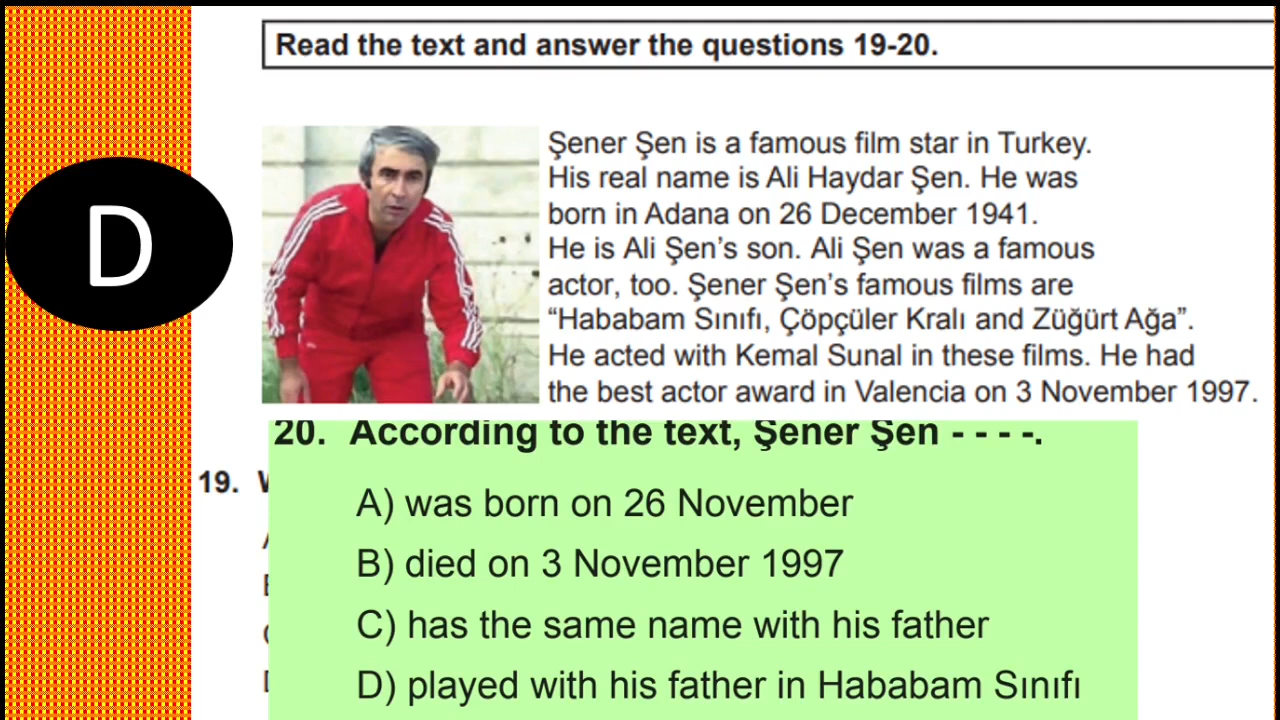 Read the text and answer the questions 19-20.
D
Şener Şen is a famous film star in Turkey.
His real name is Ali Haydar Şen. He was
born in Adana on 26 December 1941.
He is Ali Şen’s son. Ali Şen was a famous
actor, too. Şener Şen’s famous films are
“Hababam Sınıfı, Çöpçüler Kralı and Züğürt Ağa”.
He acted with Kemal Sunal in these films. He had
the best actor award in Valencia on 3 November 1997.
20. According to the text, Şener Şen - - - -.
19.
A) was born on 26 November
B) died on 3 November 1997
C) has the same name with his father
D) played with his father in Hababam Sınıfı